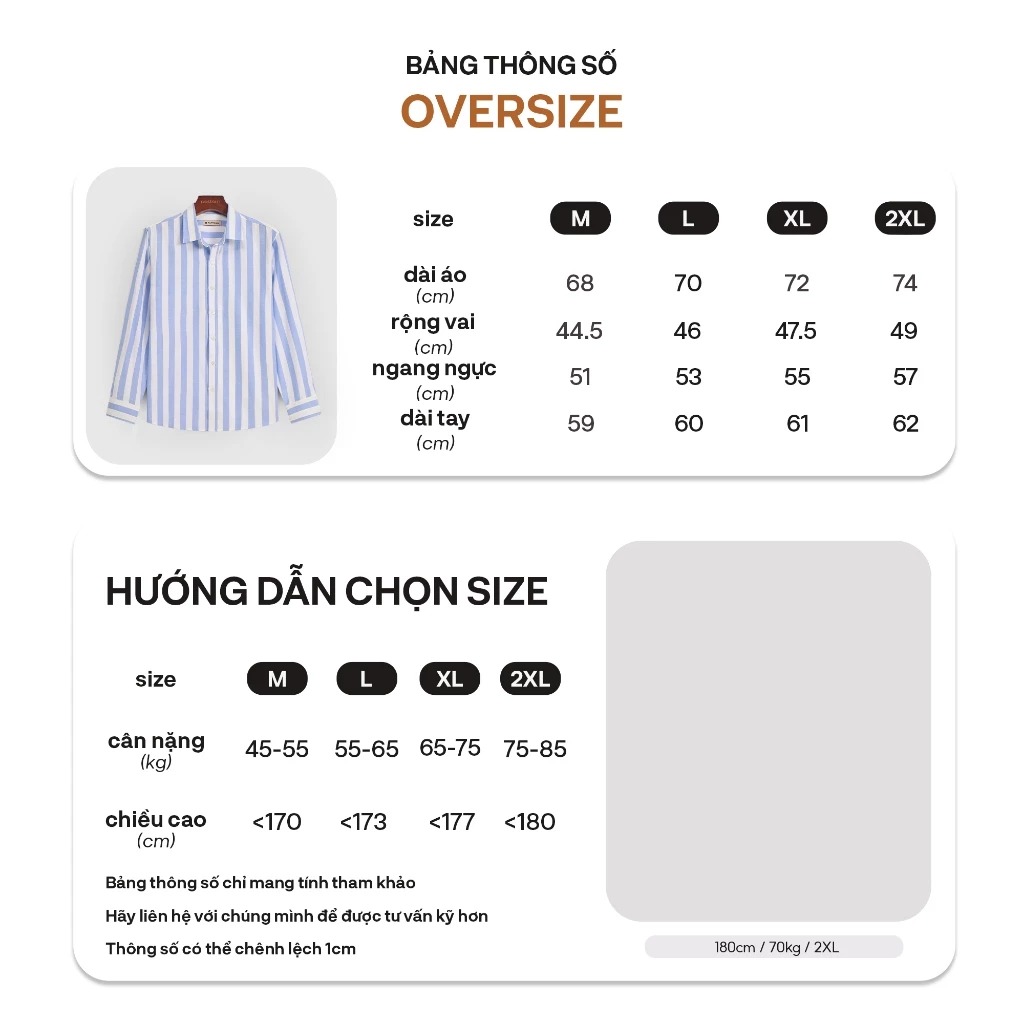 BẢNG THÔNG SỐ
OVERSIZE
size M L XL 2XL
dài áo 68 70 72 74
(cm)
rộng vai 44.5 46 47.5 49
(cm)
ngang ngực 51 53 55 57
(cm)
dài tay 59 60 61 62
(cm)
HƯỚNG DẪN CHỌN SIZE
size M L XL 2XL
cân nặng 45-55 55-65 65-75 75-85
(kg)
chiều cao <170 <173 <177 <180
(cm)
Bảng thông số chỉ mang tính tham khảo
Hãy liên hệ với chúng mình để được tư vấn kỹ hơn
Thông số có thể chênh lệch 1cm
180cm / 70kg / 2XL